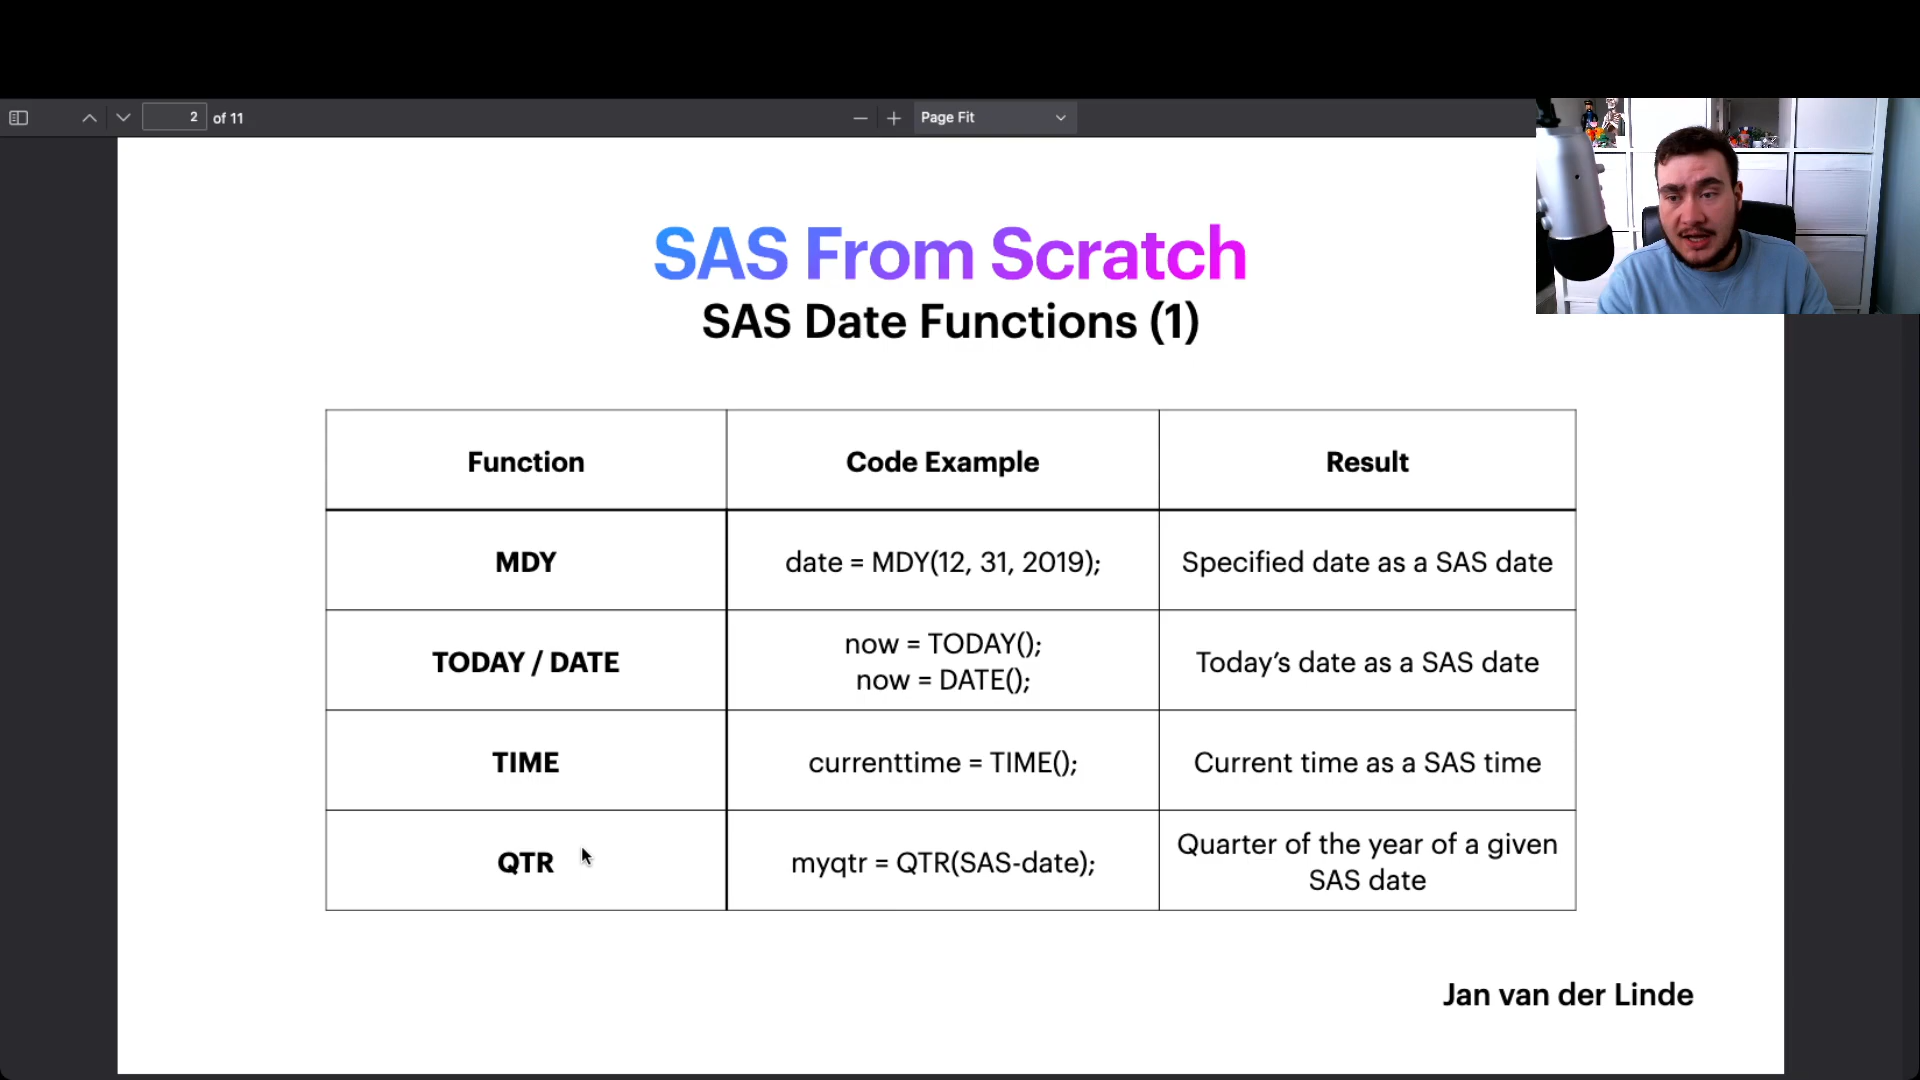 2 of 11
Page Fit
SAS From Scratch
SAS Date Functions (1)
Function
Code Example
Result
MDY
date = MDY(12, 31, 2019);
Specified date as a SAS date
TODAY / DATE
now = TODAY();
now = DATE();
Today’s date as a SAS date
TIME
currenttime = TIME();
Current time as a SAS time
QTR
myqtr = QTR(SAS-date);
Quarter of the year of a given
SAS date
Jan van der Linde